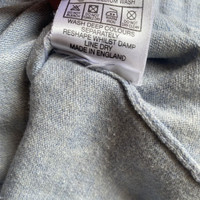 WASH DEEP COLOURS
SEPARATELY
RESHAPE WHILST DAMP
LINE DRY
MADE IN ENGLAND